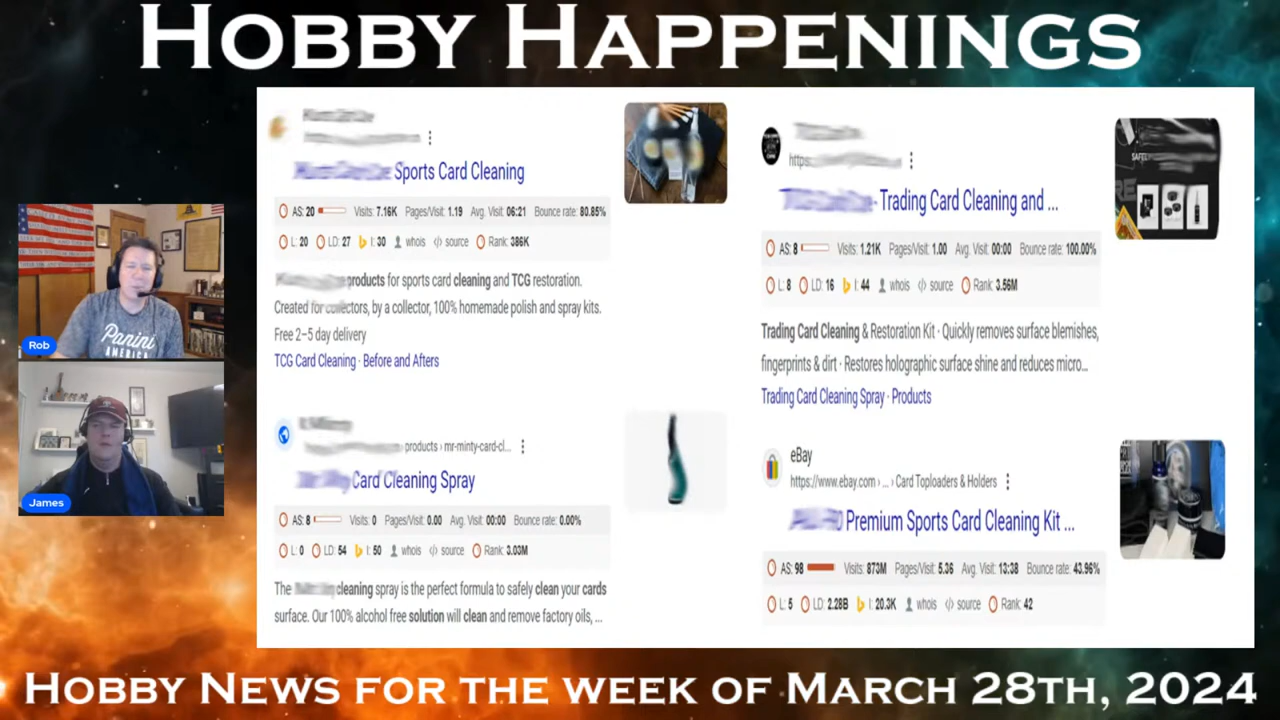 HOBBY HAPPENINGS
Sports Card Cleaning
AS: 20 Visits: 7.16K Pages/Visit: 1.19 Avg. Visit: 06:21 Bounce rate: 80.85%
L: 20 LD: 27 I: 30 whois source Rank: 386K
products for sports card cleaning and TCG restoration.
Created for collectors, by a collector, 100% homemade polish and spray kits.
Free 2–5 day delivery
TCG Card Cleaning · Before and Afters
https:
Trading Card Cleaning and ...
AS: 8 Visits: 1.21K Pages/Visit: 1.00 Avg. Visit: 00:00 Bounce rate: 100.00%
L: 8 LD: 16 I: 44 whois source Rank: 3.56M
Trading Card Cleaning & Restoration Kit · Quickly removes surface blemishes,
fingerprints & dirt · Restores holographic surface shine and reduces micro...
Trading Card Cleaning Spray · Products
Panini
AMERICA
Rob
James
› products › mr-minty-card-cl...
Card Cleaning Spray
AS: 8 Visits: 0 Pages/Visit: 0.00 Avg. Visit: 00:00 Bounce rate: 0.00%
L: 0 LD: 54 I: 50 whois source Rank: 3.03M
The cleaning spray is the perfect formula to safely clean your cards
surface. Our 100% alcohol free solution will clean and remove factory oils, ...
eBay
https://www.ebay.com › ... › Card Toploaders & Holders
Premium Sports Card Cleaning Kit ...
AS: 98 Visits: 873M Pages/Visit: 5.36 Avg. Visit: 13:38 Bounce rate: 43.96%
L: 5 LD: 2.28B I: 20.3K whois source Rank: 42
HOBBY NEWS FOR THE WEEK OF MARCH 28TH, 2024